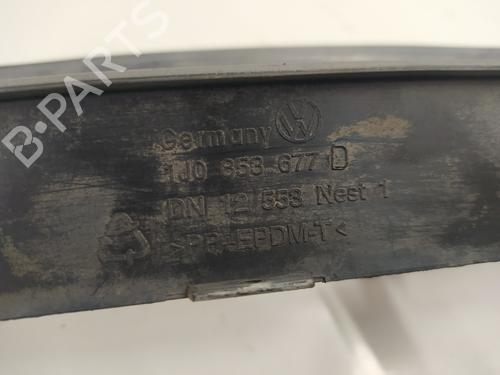 B-Parts
Germany
1J0 853 677 D
DN 12 553 Nest 1
>PP-EPDM-T<